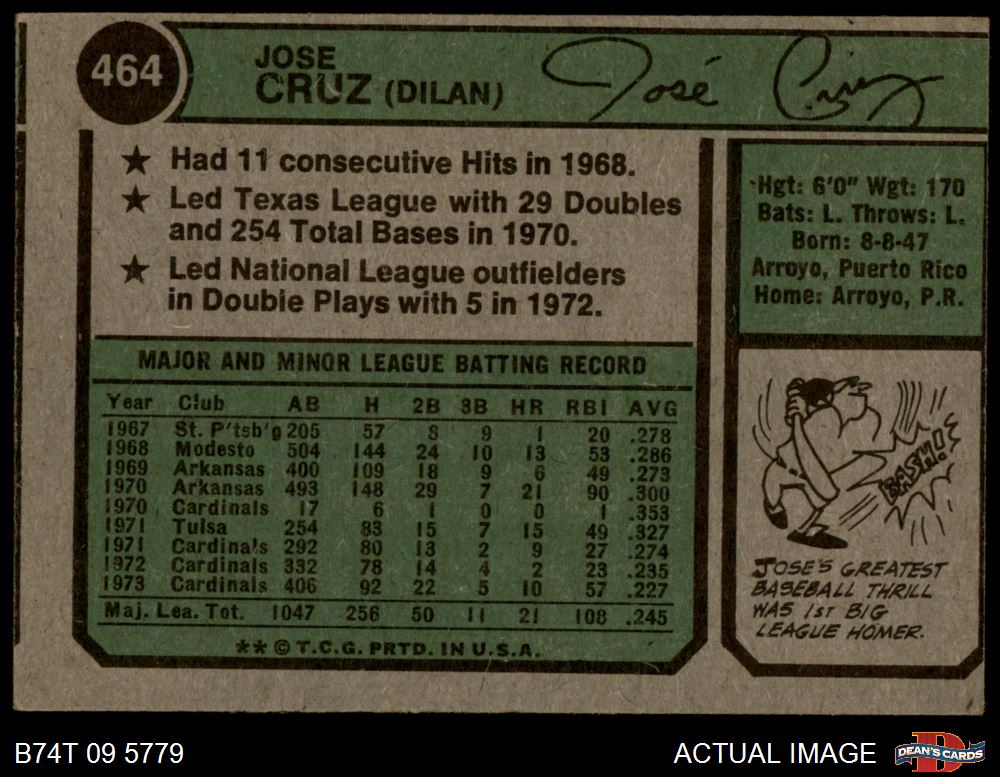 464
JOSE
CRUZ (DILAN)
José Cruz
★ Had 11 consecutive Hits in 1968.
★ Led Texas League with 29 Doubles
and 254 Total Bases in 1970.
★ Led National League outfielders
in Double Plays with 5 in 1972.
Hgt: 6'0" Wgt: 170
Bats: L. Throws: L.
Born: 8-8-47
Arroyo, Puerto Rico
Home: Arroyo, P.R.
MAJOR AND MINOR LEAGUE BATTING RECORD
Year Club AB H 2B 3B HR RBI AVG
1967 St. P'tsb'g 205 57 8 9 1 20 .278
1968 Modesto 504 144 24 10 13 53 .286
1969 Arkansas 400 109 18 9 6 49 .273
1970 Arkansas 493 148 29 7 21 90 .300
1970 Cardinals 17 6 1 0 0 1 .353
1971 Tulsa 254 83 15 7 15 49 .327
1971 Cardinals 292 80 13 2 9 27 .274
1972 Cardinals 332 78 14 4 2 23 .235
1973 Cardinals 406 92 22 5 10 57 .227
Maj. Lea. Tot. 1047 256 50 11 21 108 .245
** © T.C.G. PRTD. IN U.S.A.
BASH!
JOSE'S GREATEST
BASEBALL THRILL
WAS 1ST BIG
LEAGUE HOMER.
B74T 09 5779
ACTUAL IMAGE
DEAN'S CARDS